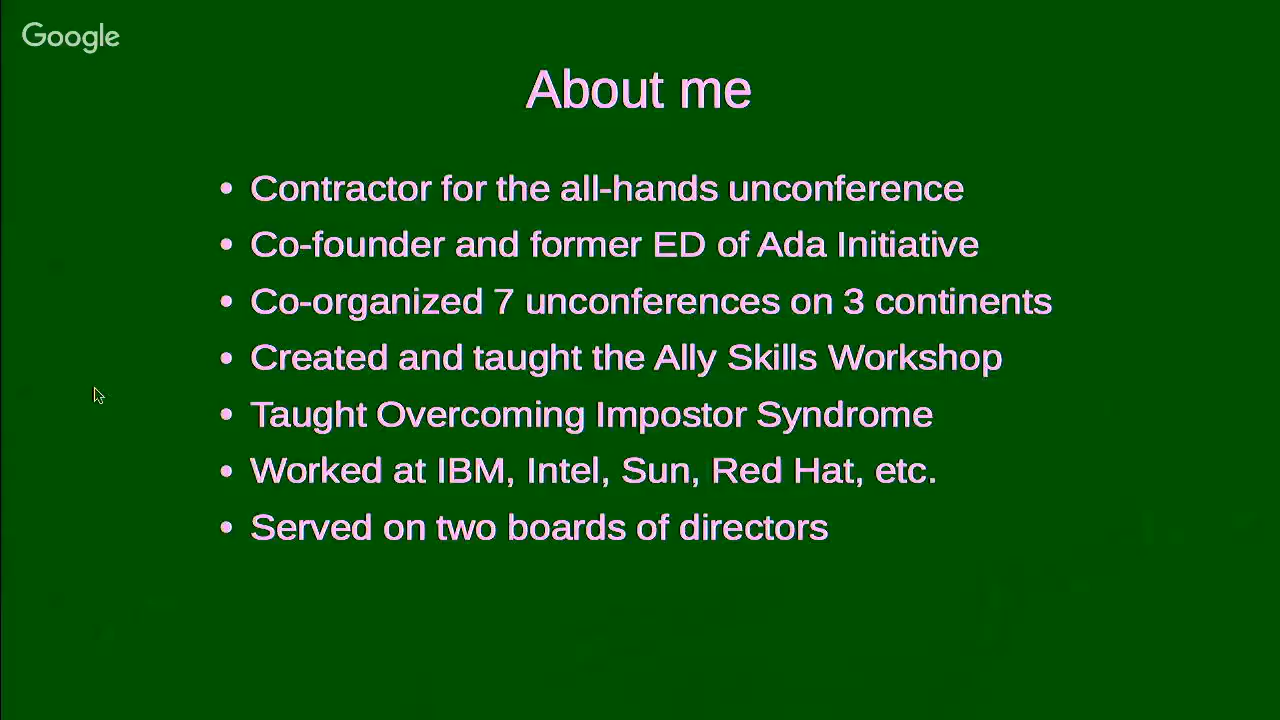 Google
About me
• Contractor for the all-hands unconference
• Co-founder and former ED of Ada Initiative
• Co-organized 7 unconferences on 3 continents
• Created and taught the Ally Skills Workshop
• Taught Overcoming Impostor Syndrome
• Worked at IBM, Intel, Sun, Red Hat, etc.
• Served on two boards of directors